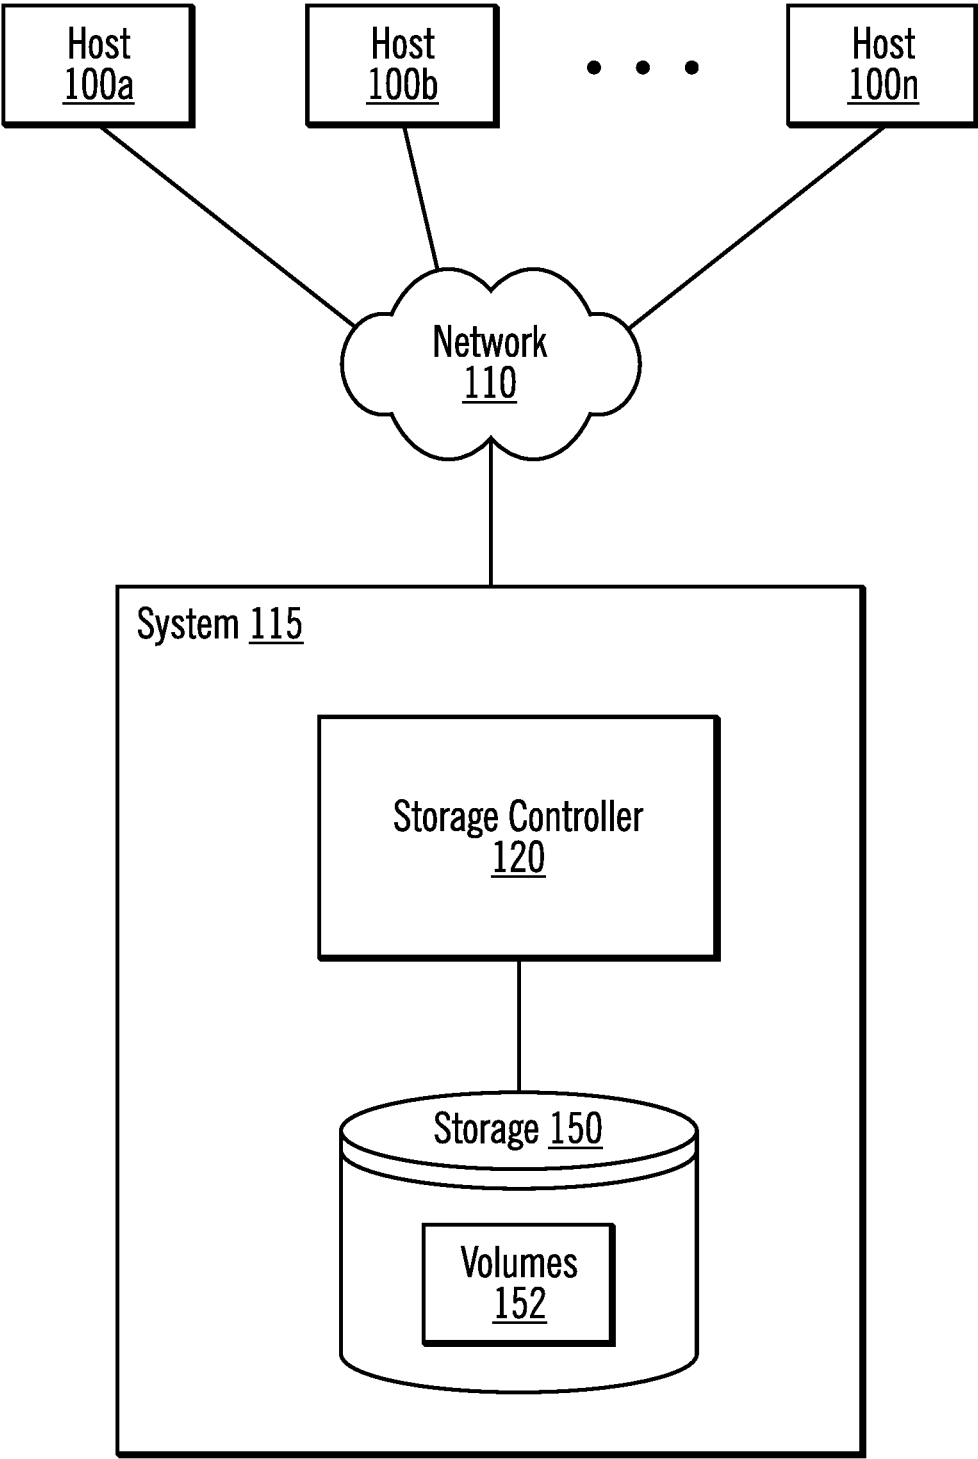 Host
100a
Host
100b
Host
100n
Network
110
System 115
Storage Controller
120
Storage 150
Volumes
152